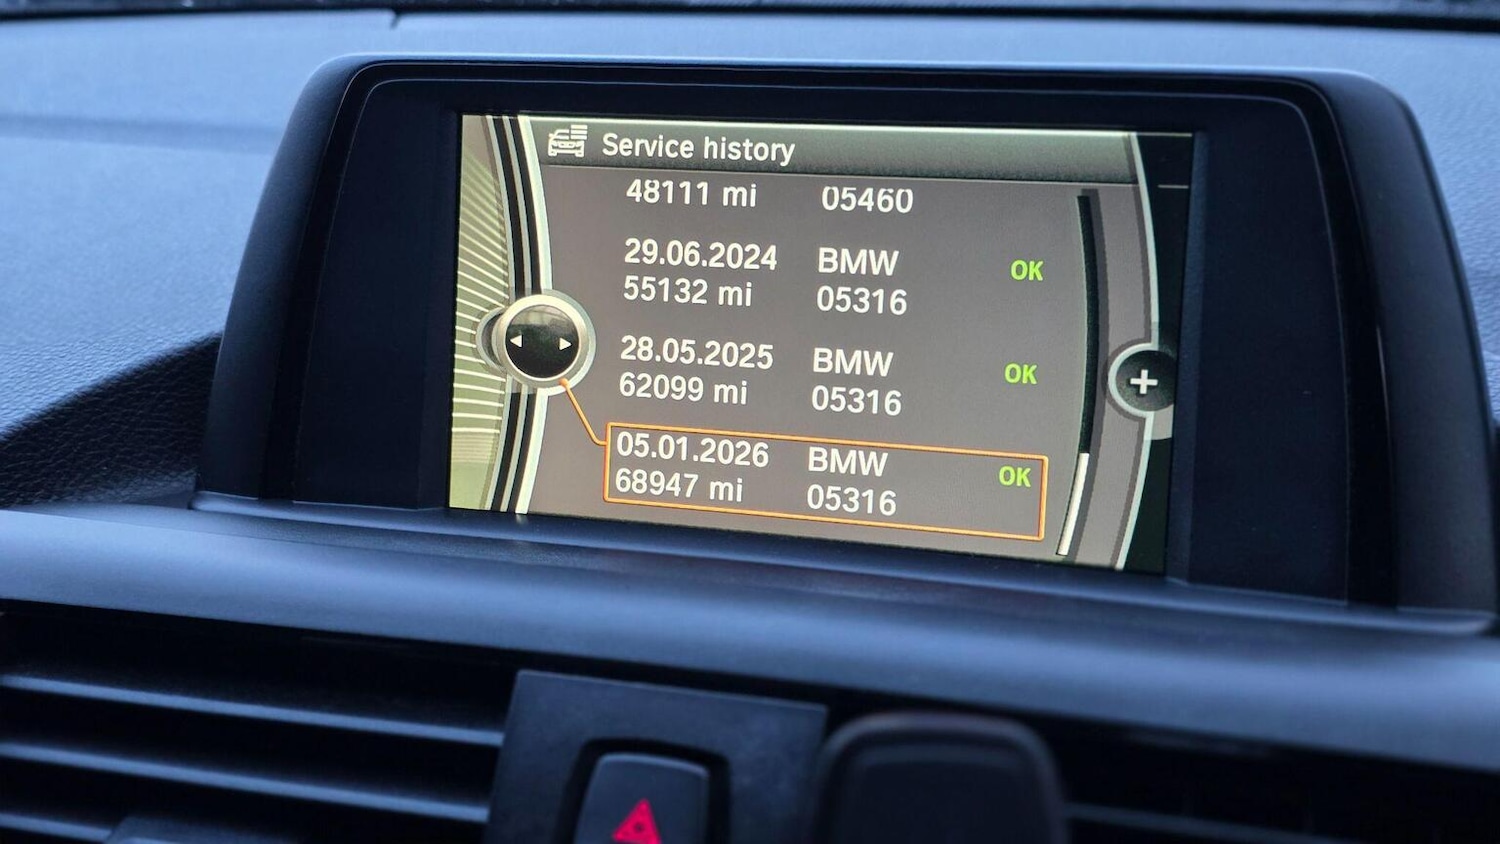 Service history
48111 mi 05460
29.06.2024 BMW OK
55132 mi 05316
28.05.2025 BMW OK
62099 mi 05316
05.01.2026 BMW OK
68947 mi 05316